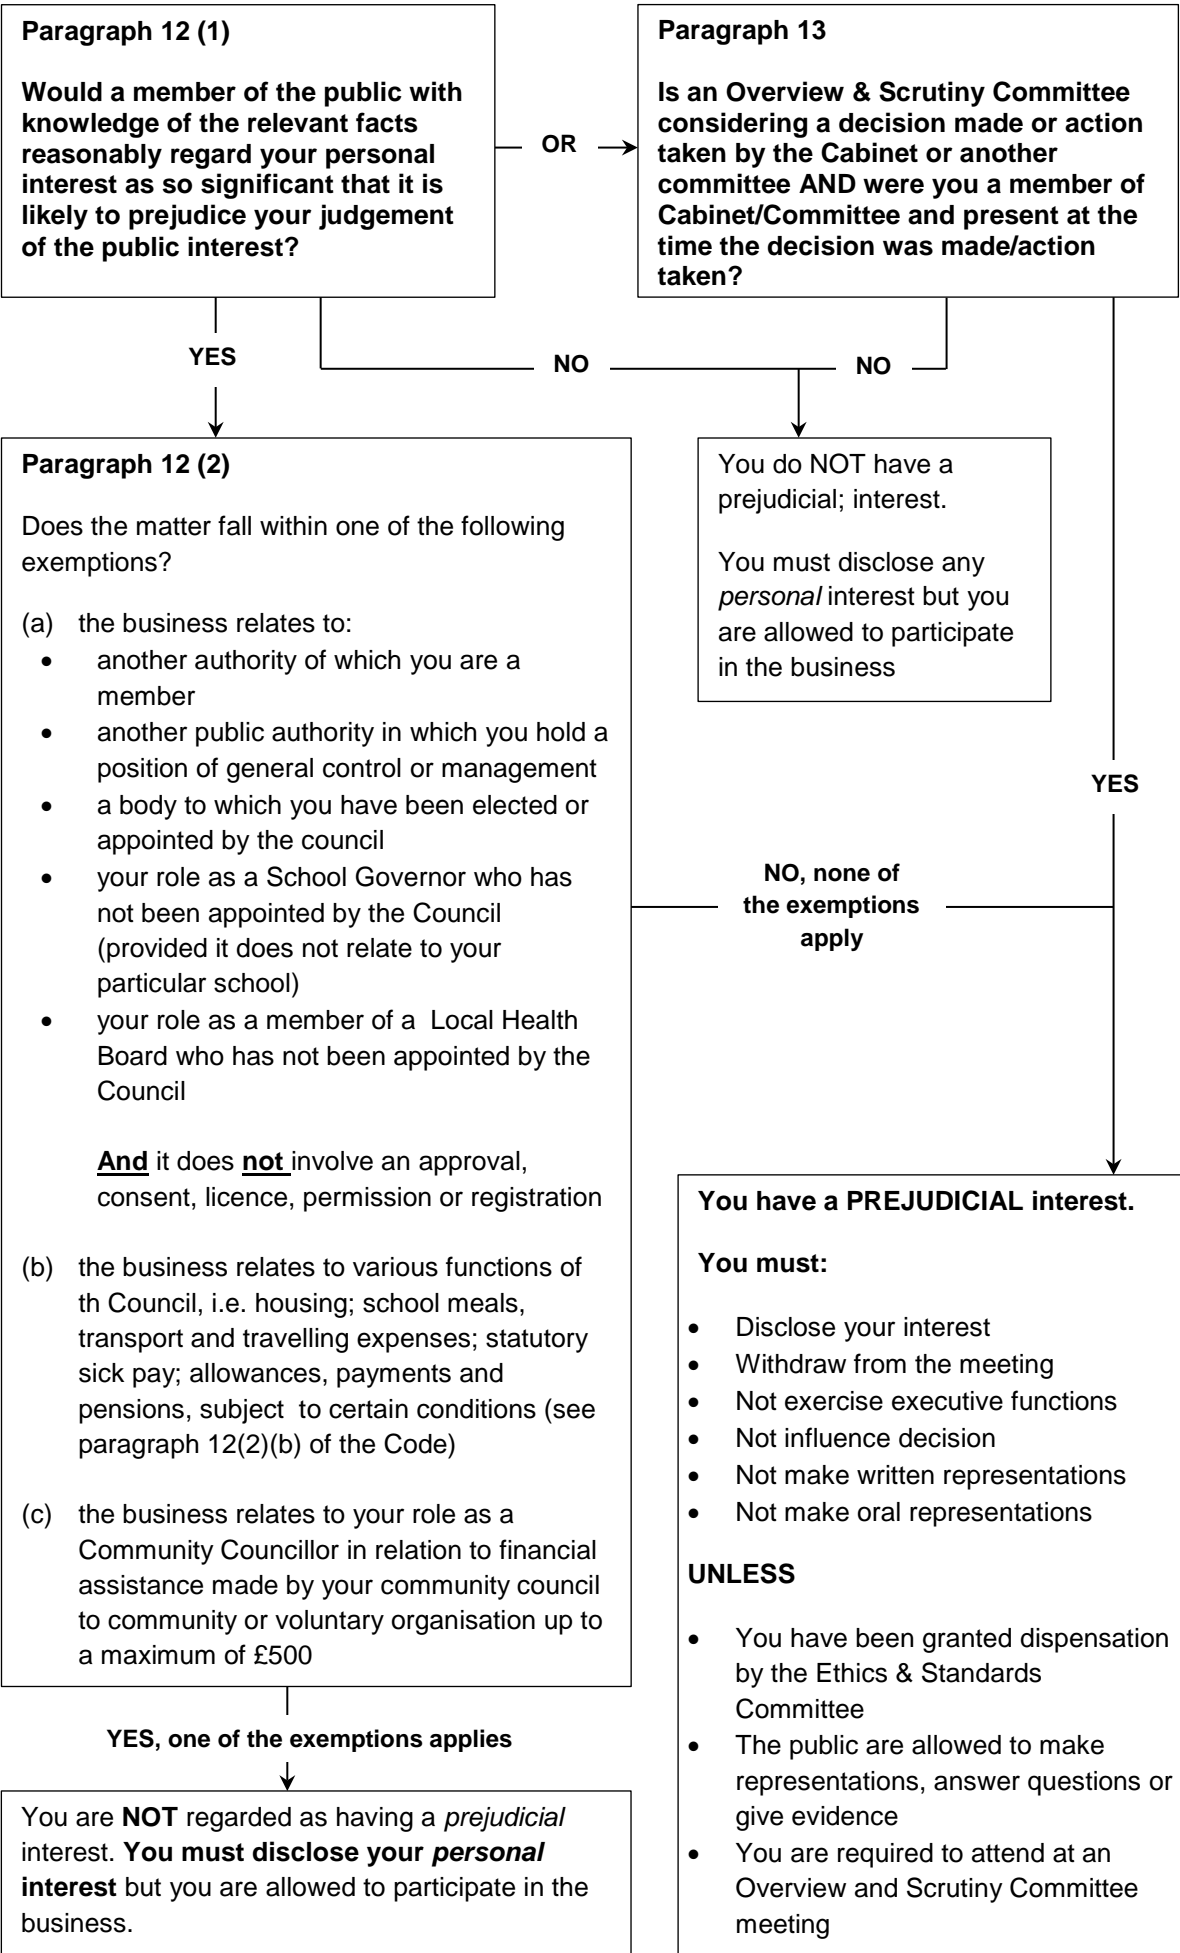 Paragraph 12 (1)
Would a member of the public with
knowledge of the relevant facts
reasonably regard your personal
interest as so significant that it is
likely to prejudice your judgement
of the public interest?
OR
Paragraph 13
Is an Overview & Scrutiny Committee
considering a decision made or action
taken by the Cabinet or another
committee AND were you a member of
Cabinet/Committee and present at the
time the decision was made/action
taken?
YES
NO
NO
Paragraph 12 (2)
Does the matter fall within one of the following
exemptions?
(a) the business relates to:
• another authority of which you are a
member
• another public authority in which you hold a
position of general control or management
• a body to which you have been elected or
appointed by the council
• your role as a School Governor who has
not been appointed by the Council
(provided it does not relate to your
particular school)
• your role as a member of a Local Health
Board who has not been appointed by the
Council
And it does not involve an approval,
consent, licence, permission or registration
(b) the business relates to various functions of
th Council, i.e. housing; school meals,
transport and travelling expenses; statutory
sick pay; allowances, payments and
pensions, subject to certain conditions (see
paragraph 12(2)(b) of the Code)
(c) the business relates to your role as a
Community Councillor in relation to financial
assistance made by your community council
to community or voluntary organisation up to
a maximum of £500
You do NOT have a
prejudicial; interest.
You must disclose any
personal interest but you
are allowed to participate
in the business
YES
NO, none of
the exemptions
apply
You have a PREJUDICIAL interest.
You must:
• Disclose your interest
• Withdraw from the meeting
• Not exercise executive functions
• Not influence decision
• Not make written representations
• Not make oral representations
UNLESS
• You have been granted dispensation
by the Ethics & Standards
Committee
• The public are allowed to make
representations, answer questions or
give evidence
• You are required to attend at an
Overview and Scrutiny Committee
meeting
YES, one of the exemptions applies
You are NOT regarded as having a prejudicial
interest. You must disclose your personal
interest but you are allowed to participate in the
business.